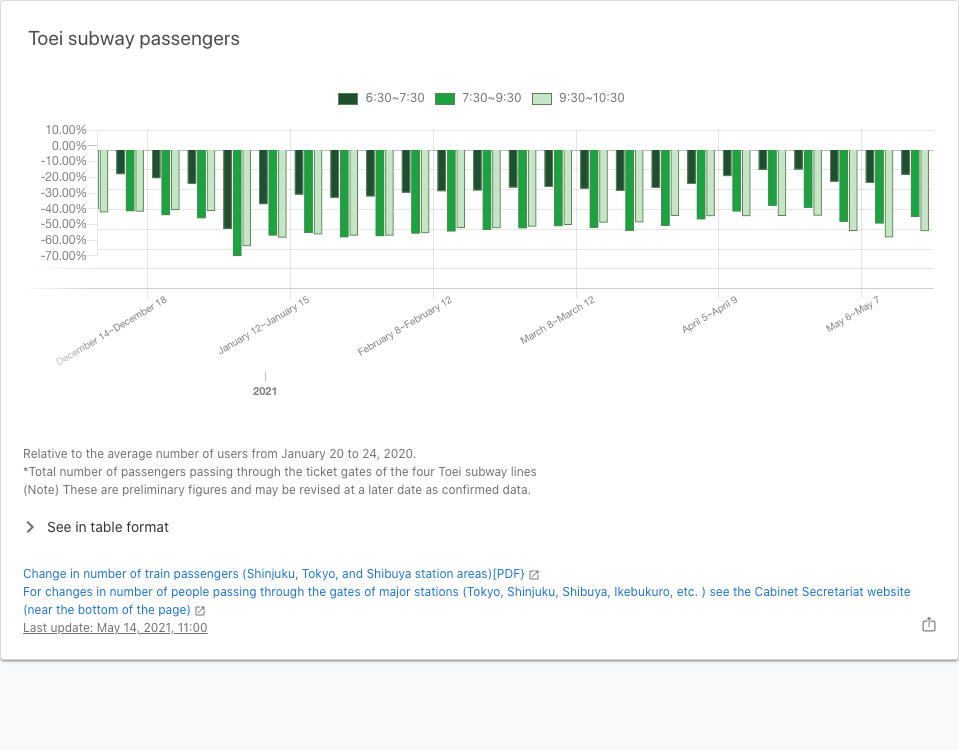 Toei subway passengers
6:30~7:30 7:30~9:30 9:30~10:30
10.00%
0.00%
-10.00%
-20.00%
-30.00%
-40.00%
-50.00%
-60.00%
-70.00%
December 14~December 18
January 12~January 15
February 8~February 12
March 8~March 12
April 5~April 9
May 6~May 7
2021
Relative to the average number of users from January 20 to 24, 2020.
*Total number of passengers passing through the ticket gates of the four Toei subway lines
(Note) These are preliminary figures and may be revised at a later date as confirmed data.
See in table format
Change in number of train passengers (Shinjuku, Tokyo, and Shibuya station areas)[PDF}
For changes in number of people passing through the gates of major stations (Tokyo, Shinjuku, Shibuya, Ikebukuro, etc. ) see the Cabinet Secretariat website
(near the bottom of the page)
Last update: May 14, 2021, 11:00